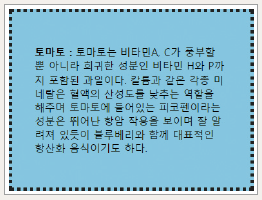 토마토 : 토마토는 비타민A, C가 풍부할
뿐 아니라 희귀한 성분인 비타민 H와 P까
지 포함된 과일이다. 칼륨과 같은 각종 미
네랄은 혈액의 산성도를 낮추는 역할을
해주며 토마토에 들어있는 피코펜이라는
성분은 뛰어난 항암 작용을 보이며 잘 알
려져 있듯이 블루베리와 함께 대표적인
항산화 음식이기도 하다.